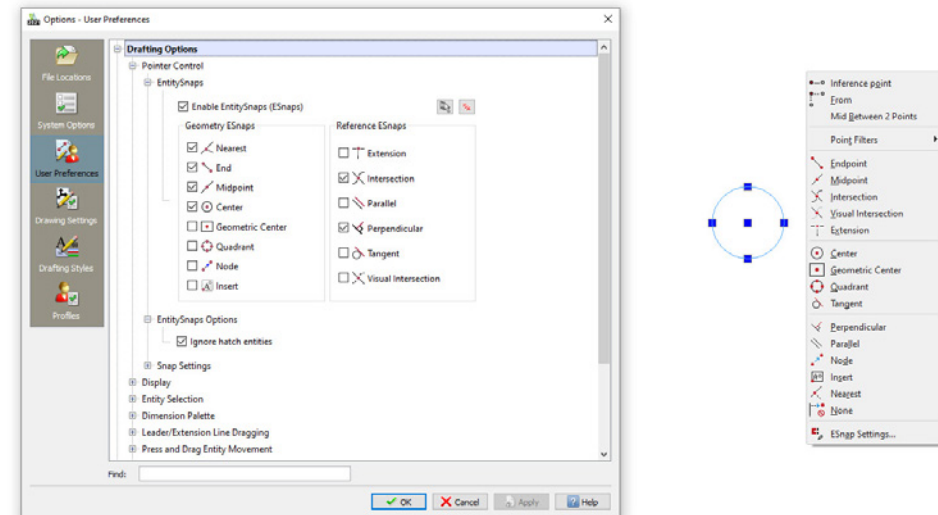 Options - User Preferences
File Locations
System Options
User Preferences
Drawing Settings
Drafting Styles
Profiles
Drafting Options
Pointer Control
EntitySnaps
Enable EntitySnaps (ESnaps)
Geometry ESnaps
Nearest
End
Midpoint
Center
Geometric Center
Quadrant
Node
Insert
Reference ESnaps
Extension
Intersection
Parallel
Perpendicular
Tangent
Visual Intersection
EntitySnaps Options
Ignore hatch entities
Snap Settings
Display
Entity Selection
Dimension Palette
Leader/Extension Line Dragging
Press and Drag Entity Movement
Find:
OK
Cancel
Apply
Help
Inference point
From
Mid Between 2 Points
Point Filters
Endpoint
Midpoint
Intersection
Visual Intersection
Extension
Center
Geometric Center
Quadrant
Tangent
Perpendicular
Parallel
Node
Insert
Nearest
None
ESnap Settings...